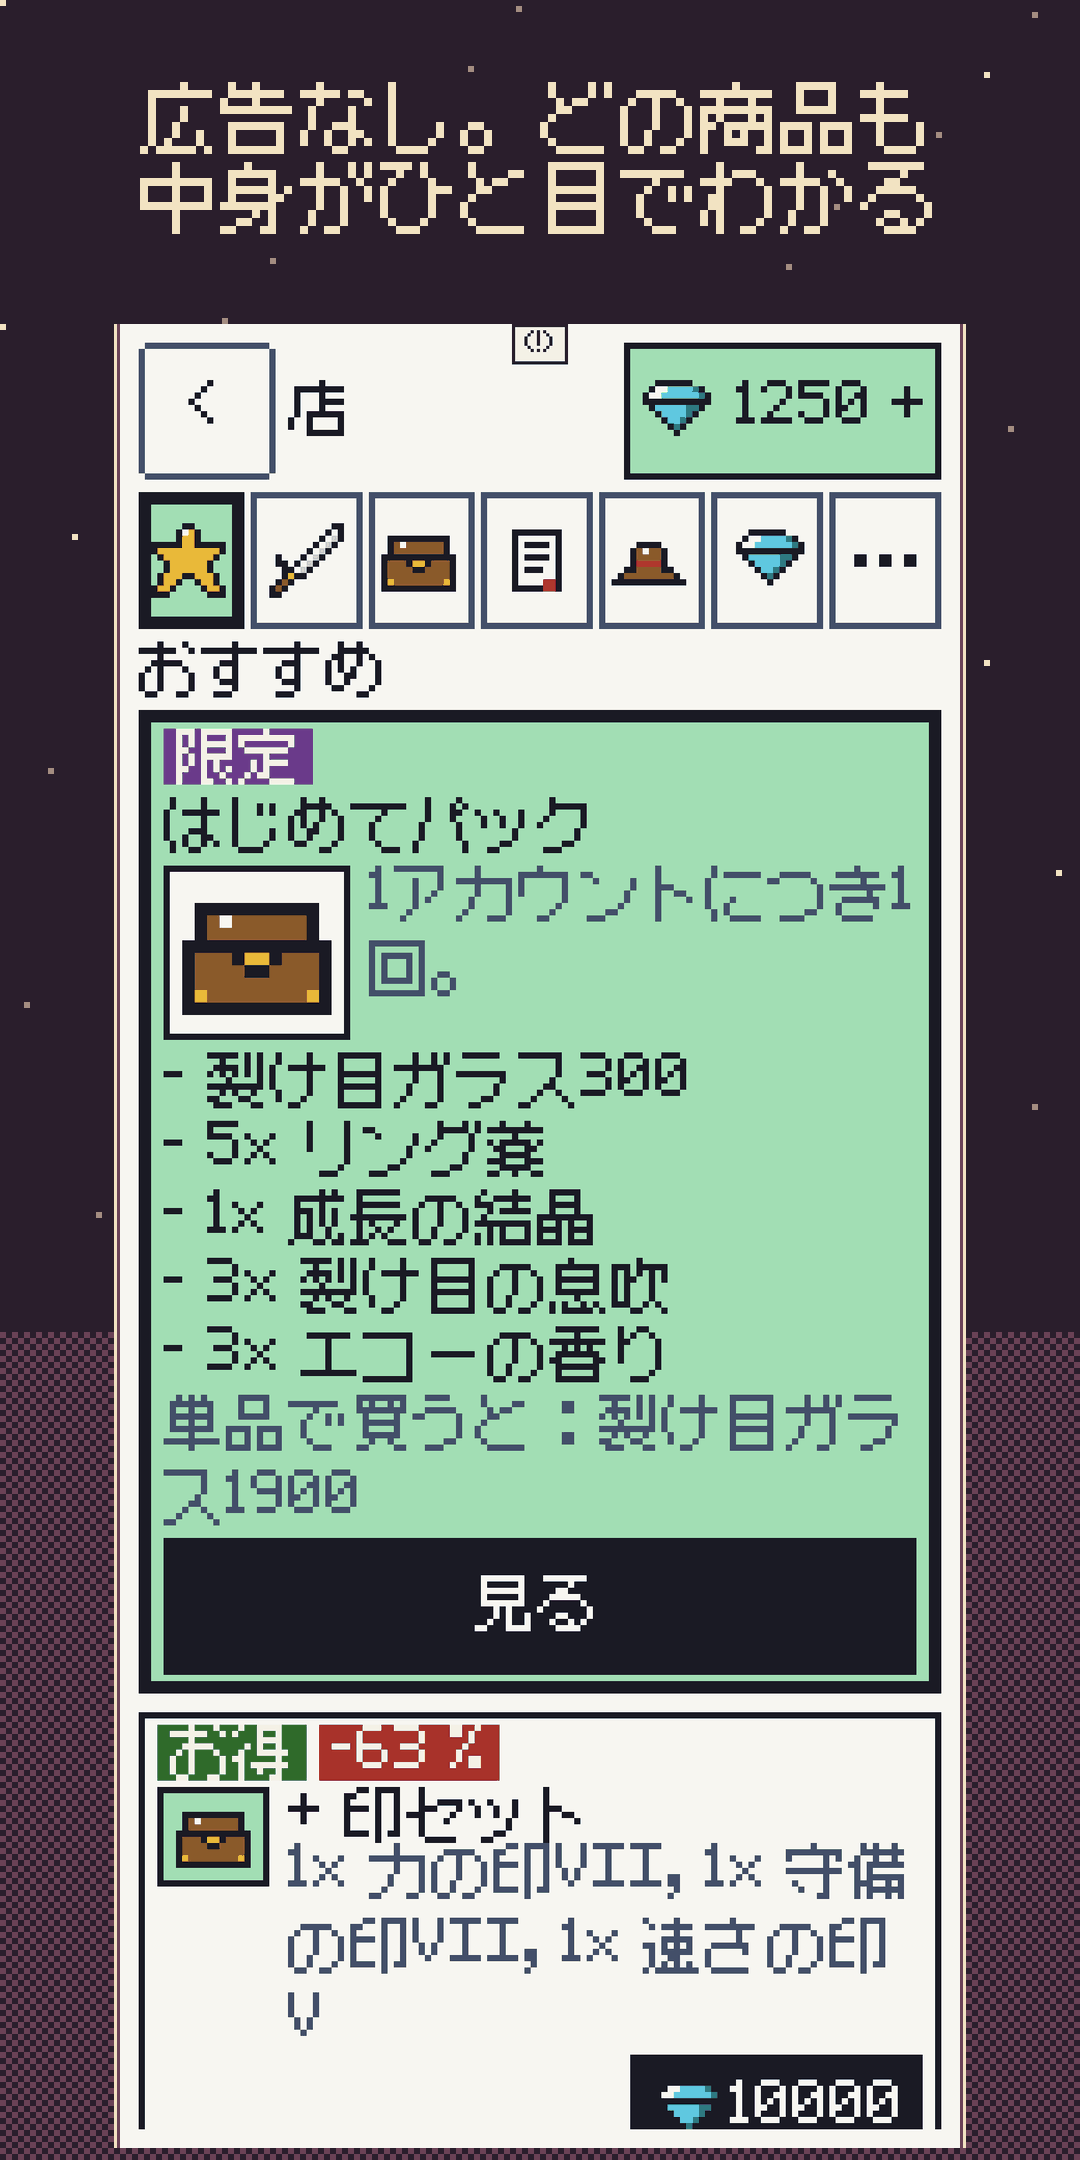 広告なし。どの商品も
中身がひと目でわかる
店
1250 +
おすすめ
限定
はじめてパック
1アカウントにつき1
回。
- 裂け目ガラス300
- 5x リング薬
- 1x 成長の結晶
- 3x 裂け目の息吹
- 3x エコーの香り
単品で買うと：裂け目ガラ
ス1900
見る
お得 -63 %
+ 印セット
1x 力の印VII, 1x 守備
の印VII, 1x 速さの印
V
10000